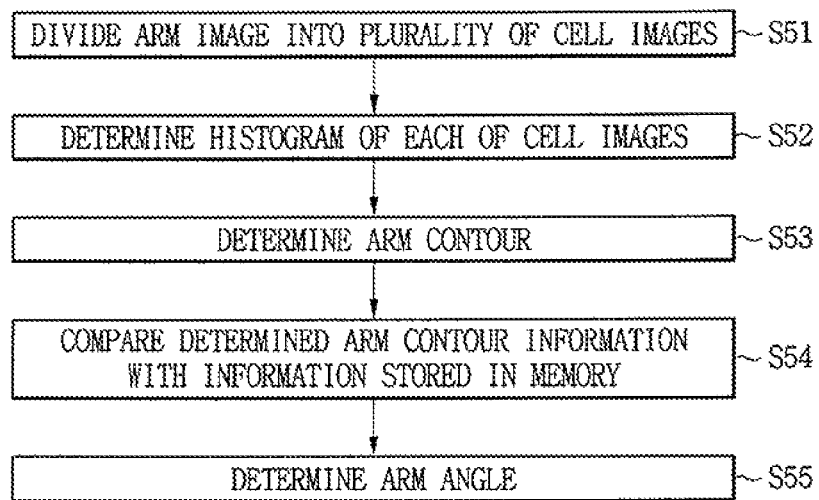 DIVIDE ARM IMAGE INTO PLURALITY OF CELL IMAGES S51
DETERMINE HISTOGRAM OF EACH OF CELL IMAGES S52
DETERMINE ARM CONTOUR S53
COMPARE DETERMINED ARM CONTOUR INFORMATION
WITH INFORMATION STORED IN MEMORY S54
DETERMINE ARM ANGLE S55